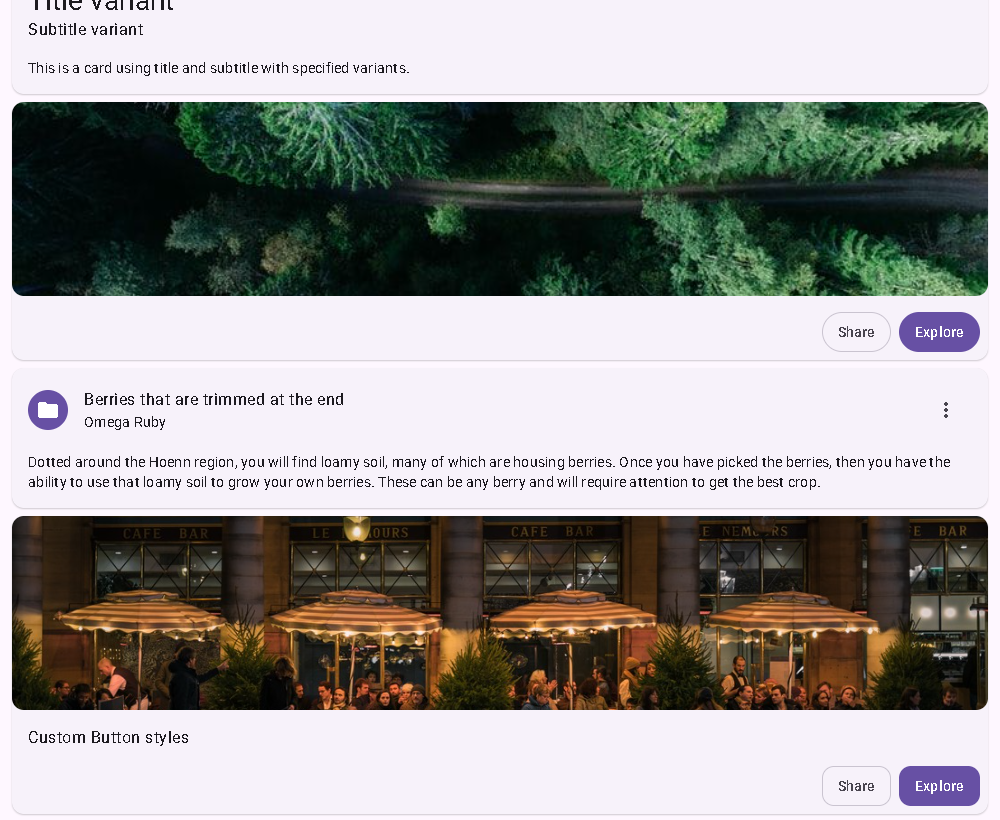 Title variant
Subtitle variant
This is a card using title and subtitle with specified variants.
Share
Explore
Berries that are trimmed at the end
Omega Ruby
Dotted around the Hoenn region, you will find loamy soil, many of which are housing berries. Once you have picked the berries, then you have the
ability to use that loamy soil to grow your own berries. These can be any berry and will require attention to get the best crop.
CAFE BAR
LE
CAFE BAR
E BAR
Custom Button styles
Share
Explore